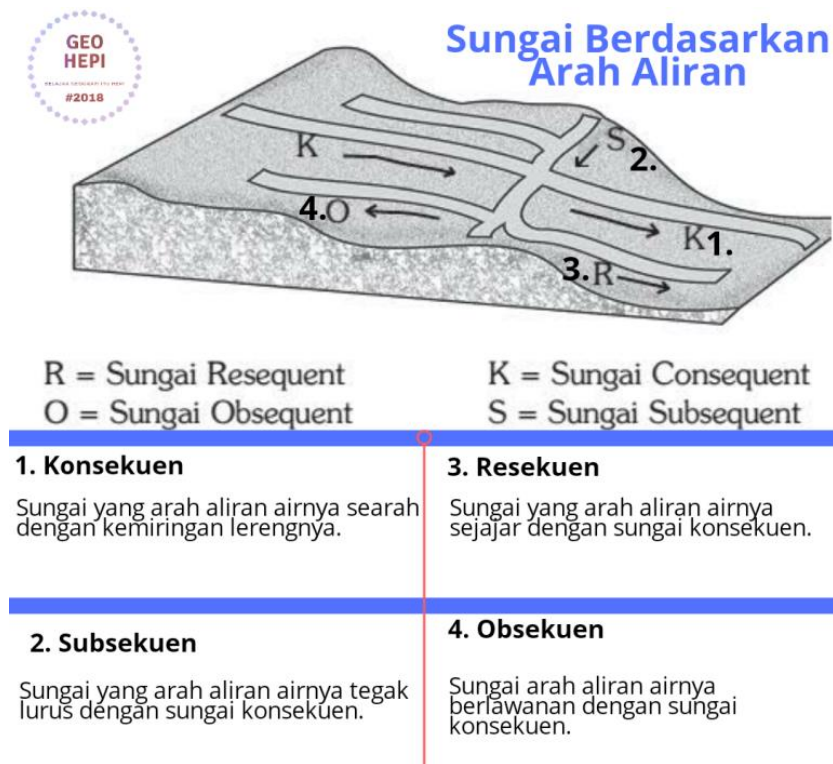 GEO
HEPI
#2018
Sungai Berdasarkan
Arah Aliran
K
S
2.
4.O
K1.
3.R
R = Sungai Resequent
O = Sungai Obsequent
K = Sungai Consequent
S = Sungai Subsequent
1. Konsekuen
Sungai yang arah aliran airnya searah
dengan kemiringan lerengnya.
3. Resekuen
Sungai yang arah aliran airnya
sejajar dengan sungai konsekuen.
2. Subsekuen
Sungai yang arah aliran airnya tegak
lurus dengan sungai konsekuen.
4. Obsekuen
Sungai arah aliran airnya
berlawanan dengan sungai
konsekuen.